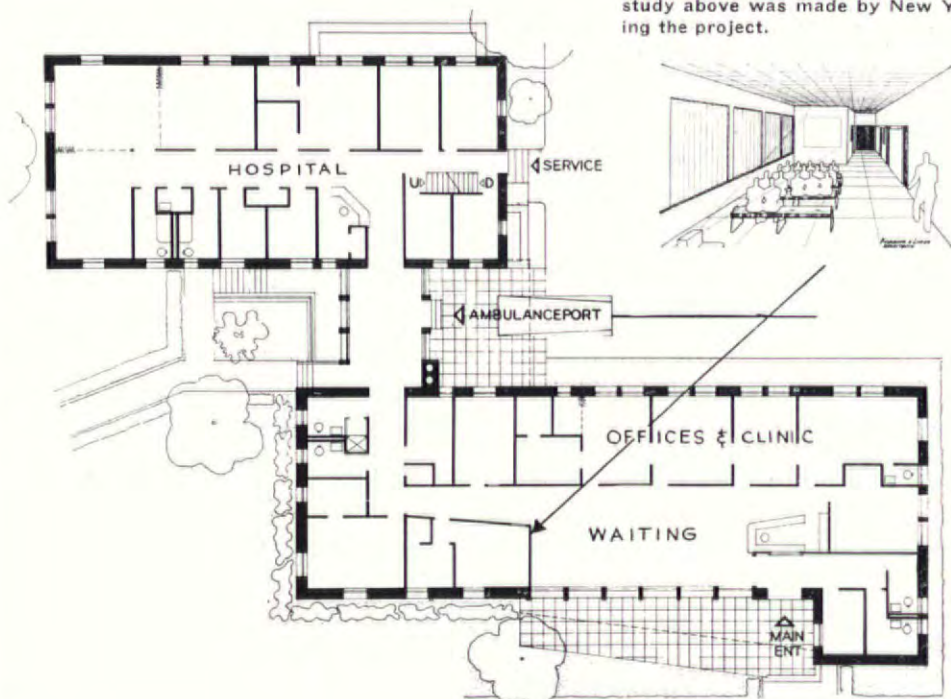 study above was made by New Y
ing the project.
HOSPITAL
U
D
SERVICE
AMBULANCEPORT
OFFICES & CLINIC
WAITING
MAIN
ENT